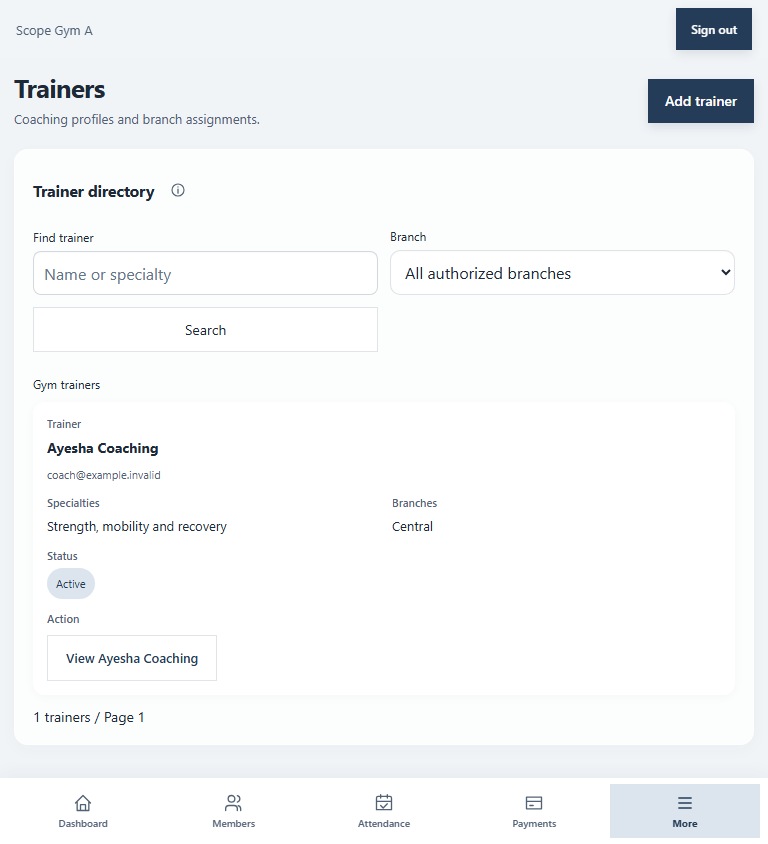 Scope Gym A
Sign out
Trainers
Coaching profiles and branch assignments.
Add trainer
Trainer directory
Find trainer
Branch
Name or specialty
All authorized branches
Search
Gym trainers
Trainer
Ayesha Coaching
coach@example.invalid
Specialties
Branches
Strength, mobility and recovery
Central
Status
Active
Action
View Ayesha Coaching
1 trainers / Page 1
Dashboard
Members
Attendance
Payments
More